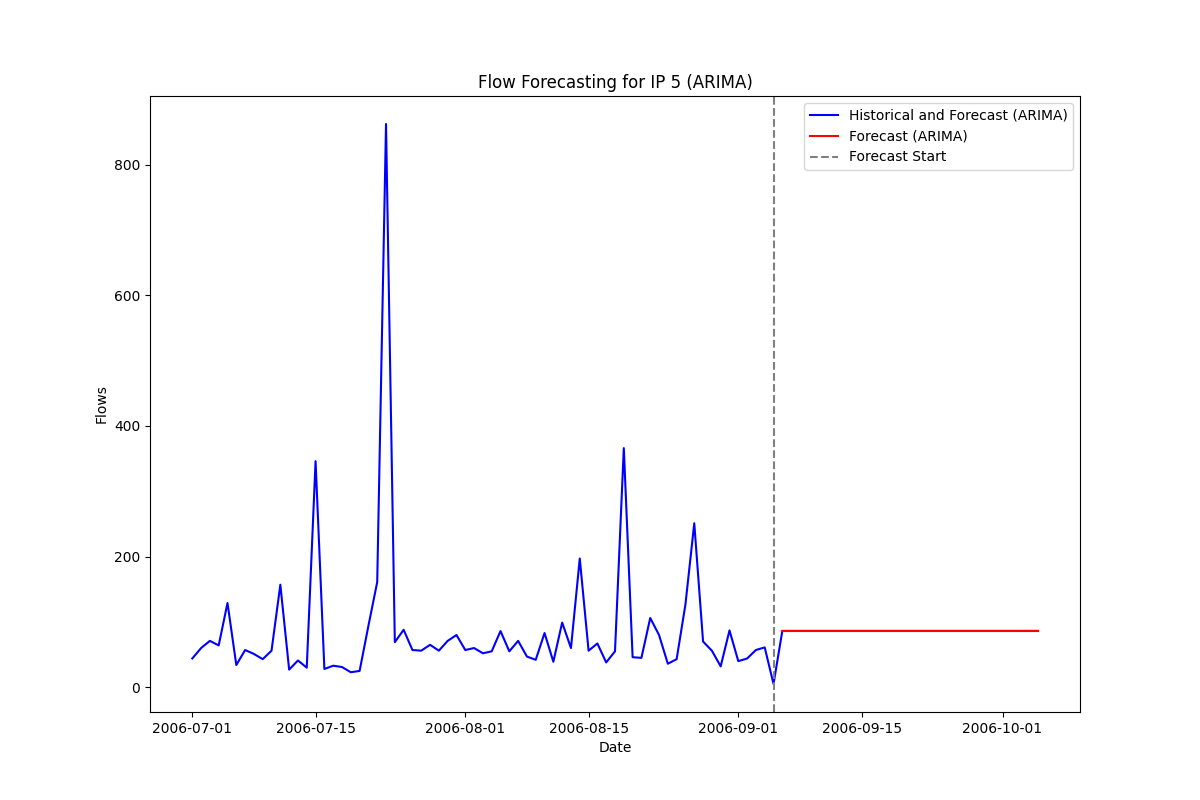 Flow Forecasting for IP 5 (ARIMA)
Historical and Forecast (ARIMA)
Forecast (ARIMA)
Forecast Start
800
600
400
200
0
Flows
2006-07-01 2006-07-15 2006-08-01 2006-08-15 2006-09-01 2006-09-15 2006-10-01
Date